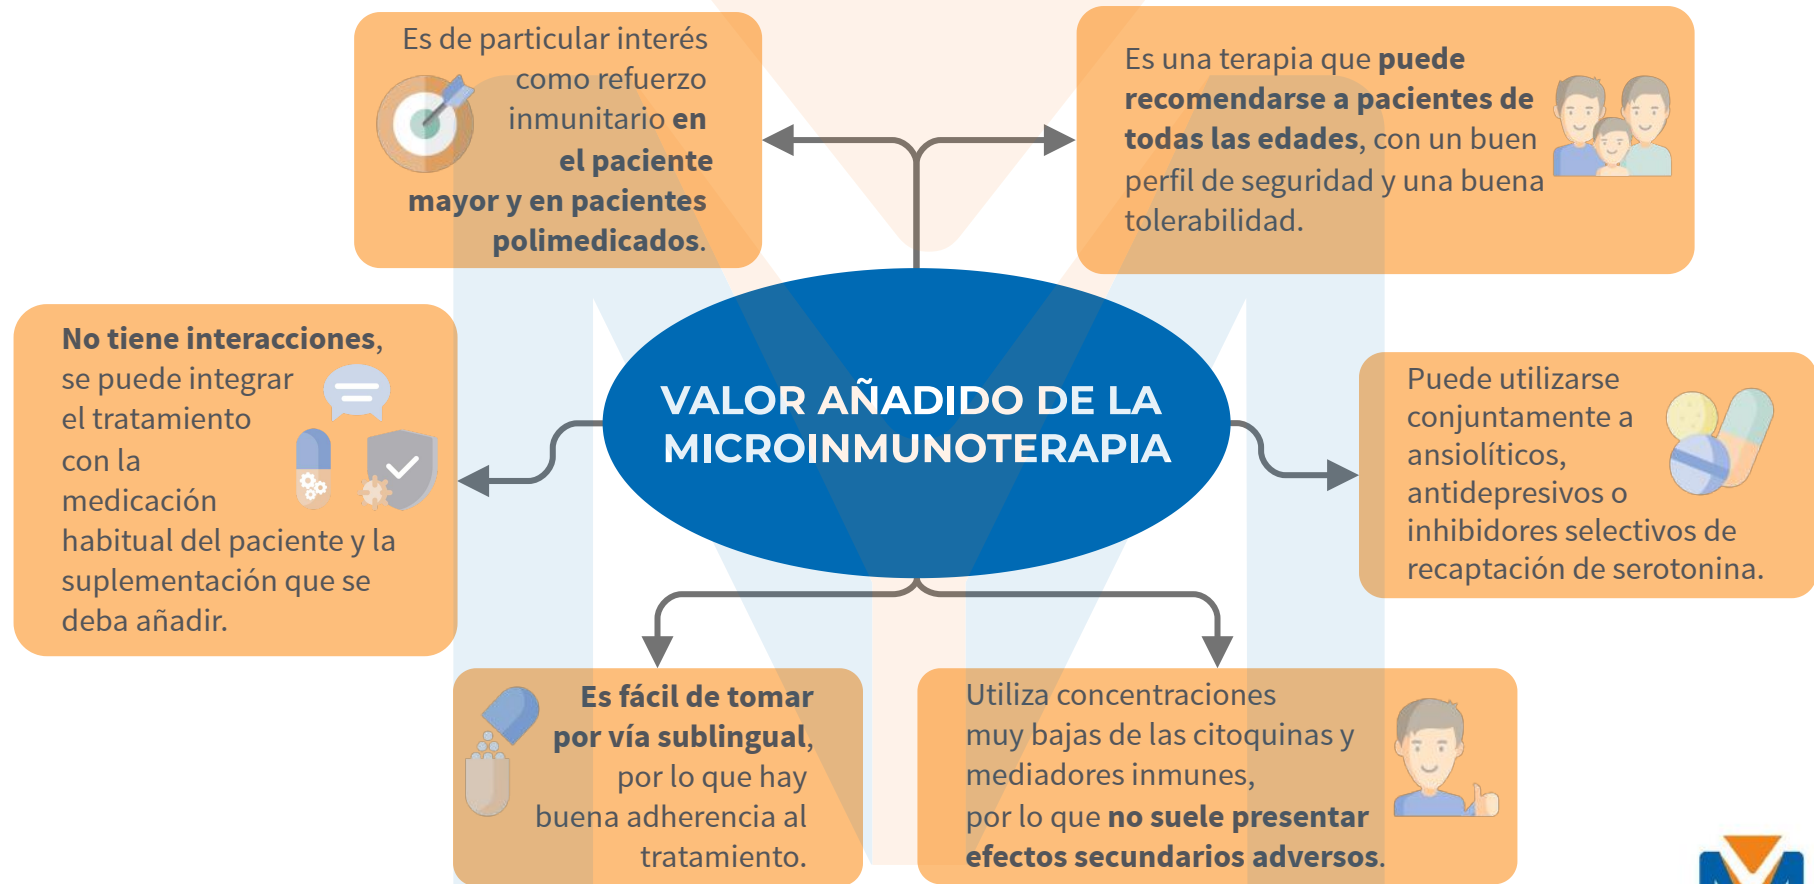 Es de particular interés
como refuerzo
inmunitario en
el paciente
mayor y en pacientes
polimedicados.
Es una terapia que puede
recomendarse a pacientes de
todas las edades, con un buen
perfil de seguridad y una buena
tolerabilidad.
No tiene interacciones,
se puede integrar
el tratamiento
con la
medicación
habitual del paciente y la
suplementación que se
deba añadir.
VALOR AÑADIDO DE LA
MICROINMUNOTERAPIA
Puede utilizarse
conjuntamente a
ansiolíticos,
antidepresivos o
inhibidores selectivos de
recaptación de serotonina.
Es fácil de tomar
por vía sublingual,
por lo que hay
buena adherencia al
tratamiento.
Utiliza concentraciones
muy bajas de las citoquinas y
mediadores inmunes,
por lo que no suele presentar
efectos secundarios adversos.